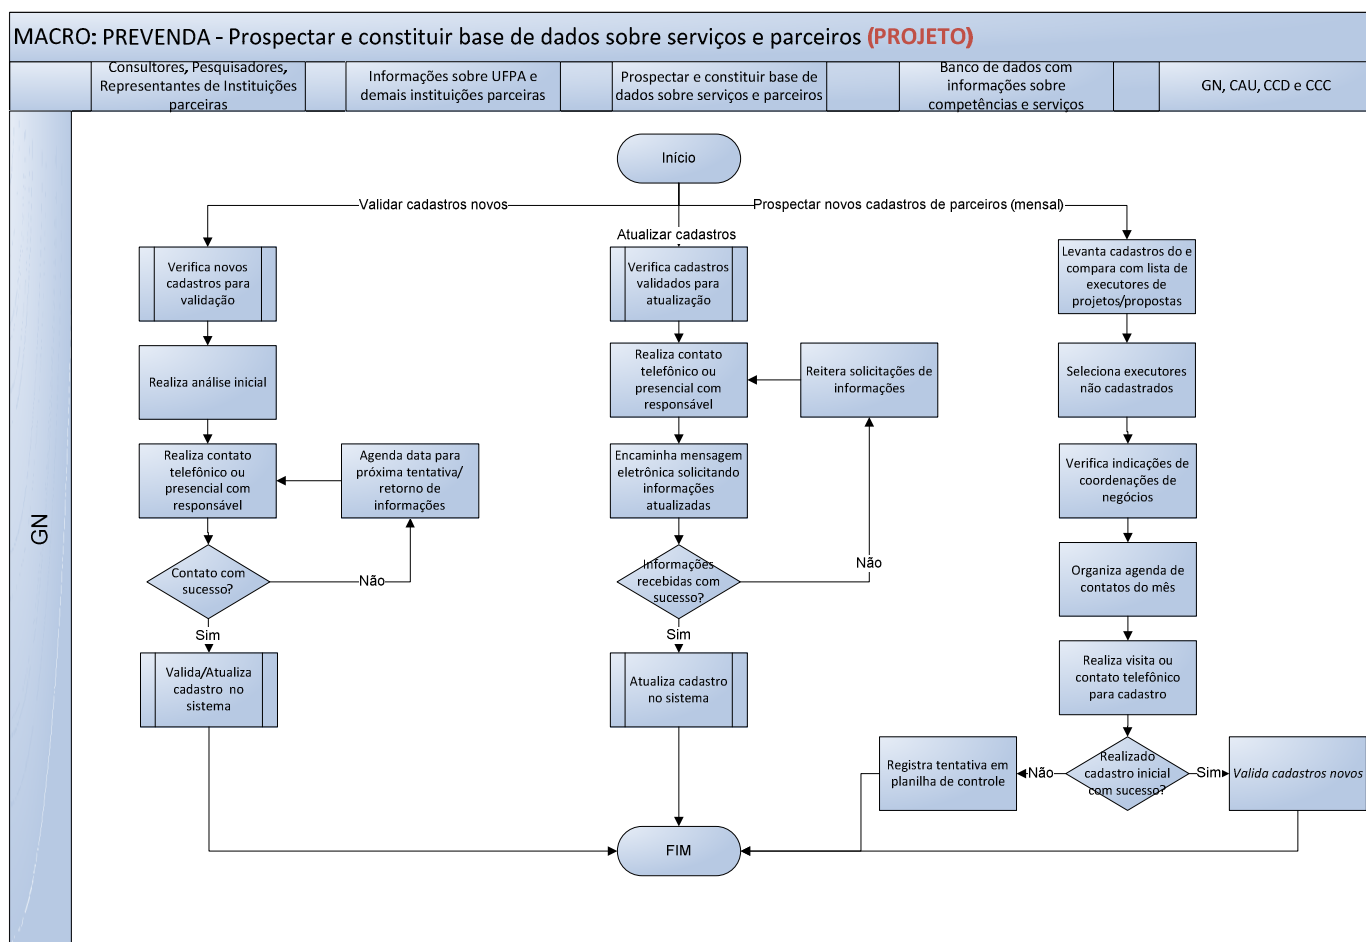 MACRO: PREVENDA - Prospectar e constituir base de dados sobre serviços e parceiros (PROJETO)
Consultores, Pesquisadores,
Representantes de Instituições
parceiras
Informações sobre UFPA e
demais instituições parceiras
Prospectar e constituir base de
dados sobre serviços e parceiros
Banco de dados com
informações sobre
competências e serviços
GN, CAU, CCD e CCC
GN
Início
Validar cadastros novos
Atualizar cadastros
Prospectar novos cadastros de parceiros (mensal)
Verifica novos
cadastros para
validação
Realiza análise inicial
Realiza contato
telefônico ou
presencial com
responsável
Agenda data para
próxima tentativa/
retorno de
informações
Contato com
sucesso?
Não
Sim
Valida/Atualiza
cadastro no
sistema
Verifica cadastros
validados para
atualização
Realiza contato
telefônico ou
presencial com
responsável
Reitera solicitações de
informações
Encaminha mensagem
eletrônica solicitando
informações
atualizadas
Informações
recebidas com
sucesso?
Não
Sim
Atualiza cadastro
no sistema
Levanta cadastros do e
compara com lista de
executores de
projetos/propostas
Seleciona executores
não cadastrados
Verifica indicações de
coordenações de
negócios
Organiza agenda de
contatos do mês
Realiza visita ou
contato telefônico
para cadastro
Realizado
cadastro inicial
com sucesso?
Não
Sim
Registra tentativa em
planilha de controle
Valida cadastros novos
FIM